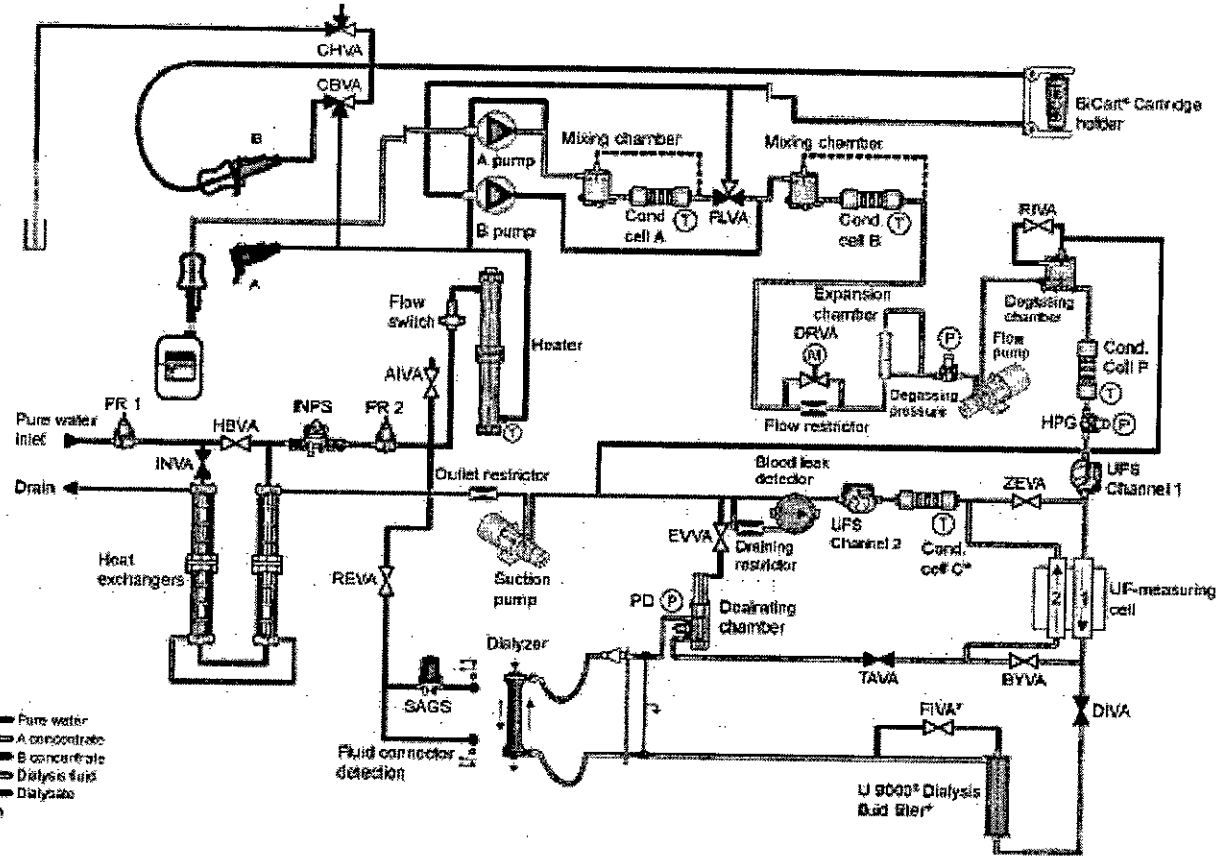 CHVA
CBVA
B
A pump
B pump
A
Mixing chamber
Cond.
cell A
T
FLVA
Mixing chamber
Cond.
cell B
T
BiCart® Cartridge
holder
RIVA
Degassing
chamber
Expansion
chamber
DRVA
M
P
Flow
pump
Degassing
pressure
Flow restrictor
Cond.
Cell P
T
HPG
P
UFS
Channel 1
Flow
switch
Heater
T
AIVA
PR 1
Pure water
inlet
HBVA
INPS
PR 2
INVA
Drain
Heat
exchangers
Outlet restrictor
Suction
pump
REVA
Blood leak
detector
EVVA
Draining
restrictor
UFS
Channel 2
Cond.
cell C*
T
ZEVA
2
1
UF-measuring
cell
PD
P
Deairating
chamber
TAVA
BYVA
DIVA
FIVA*
U 9000* Dialysis
fluid filter*
Dialyzer
SAGS
Fluid connector
detection
Pure water
A concentrate
B concentrate
Dialysis fluid
Dialysate